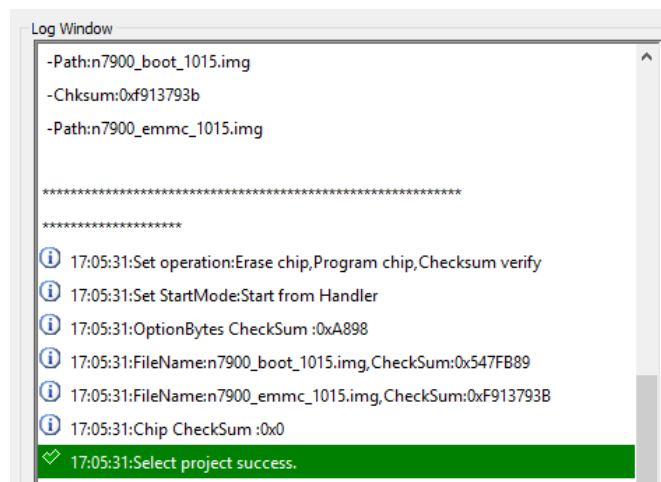 Log Window
-Path:n7900_boot_1015.img
-Chksum:0xf913793b
-Path:n7900_emmc_1015.img
************************************************************
********************
17:05:31:Set operation:Erase chip,Program chip,Checksum verify
17:05:31:Set StartMode:Start from Handler
17:05:31:OptionBytes CheckSum :0xA898
17:05:31:FileName:n7900_boot_1015.img,CheckSum:0x547FB89
17:05:31:FileName:n7900_emmc_1015.img,CheckSum:0xF913793B
17:05:31:Chip CheckSum :0x0
17:05:31:Select project success.